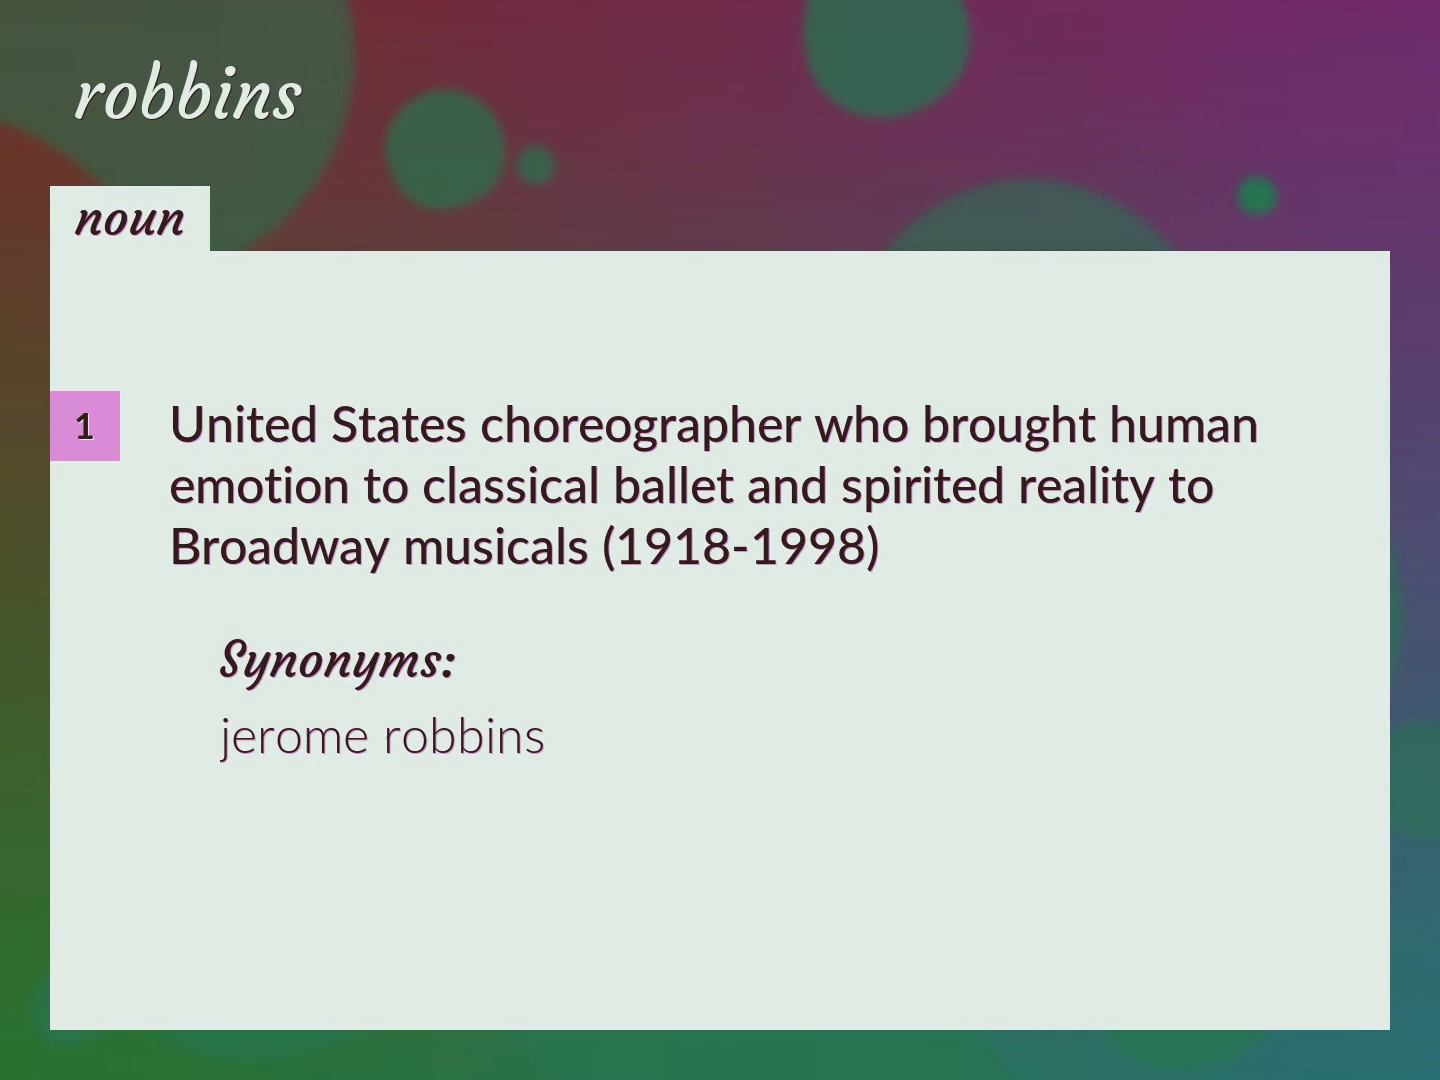 robbins
noun
1
United States choreographer who brought human
emotion to classical ballet and spirited reality to
Broadway musicals (1918-1998)
Synonyms:
jerome robbins